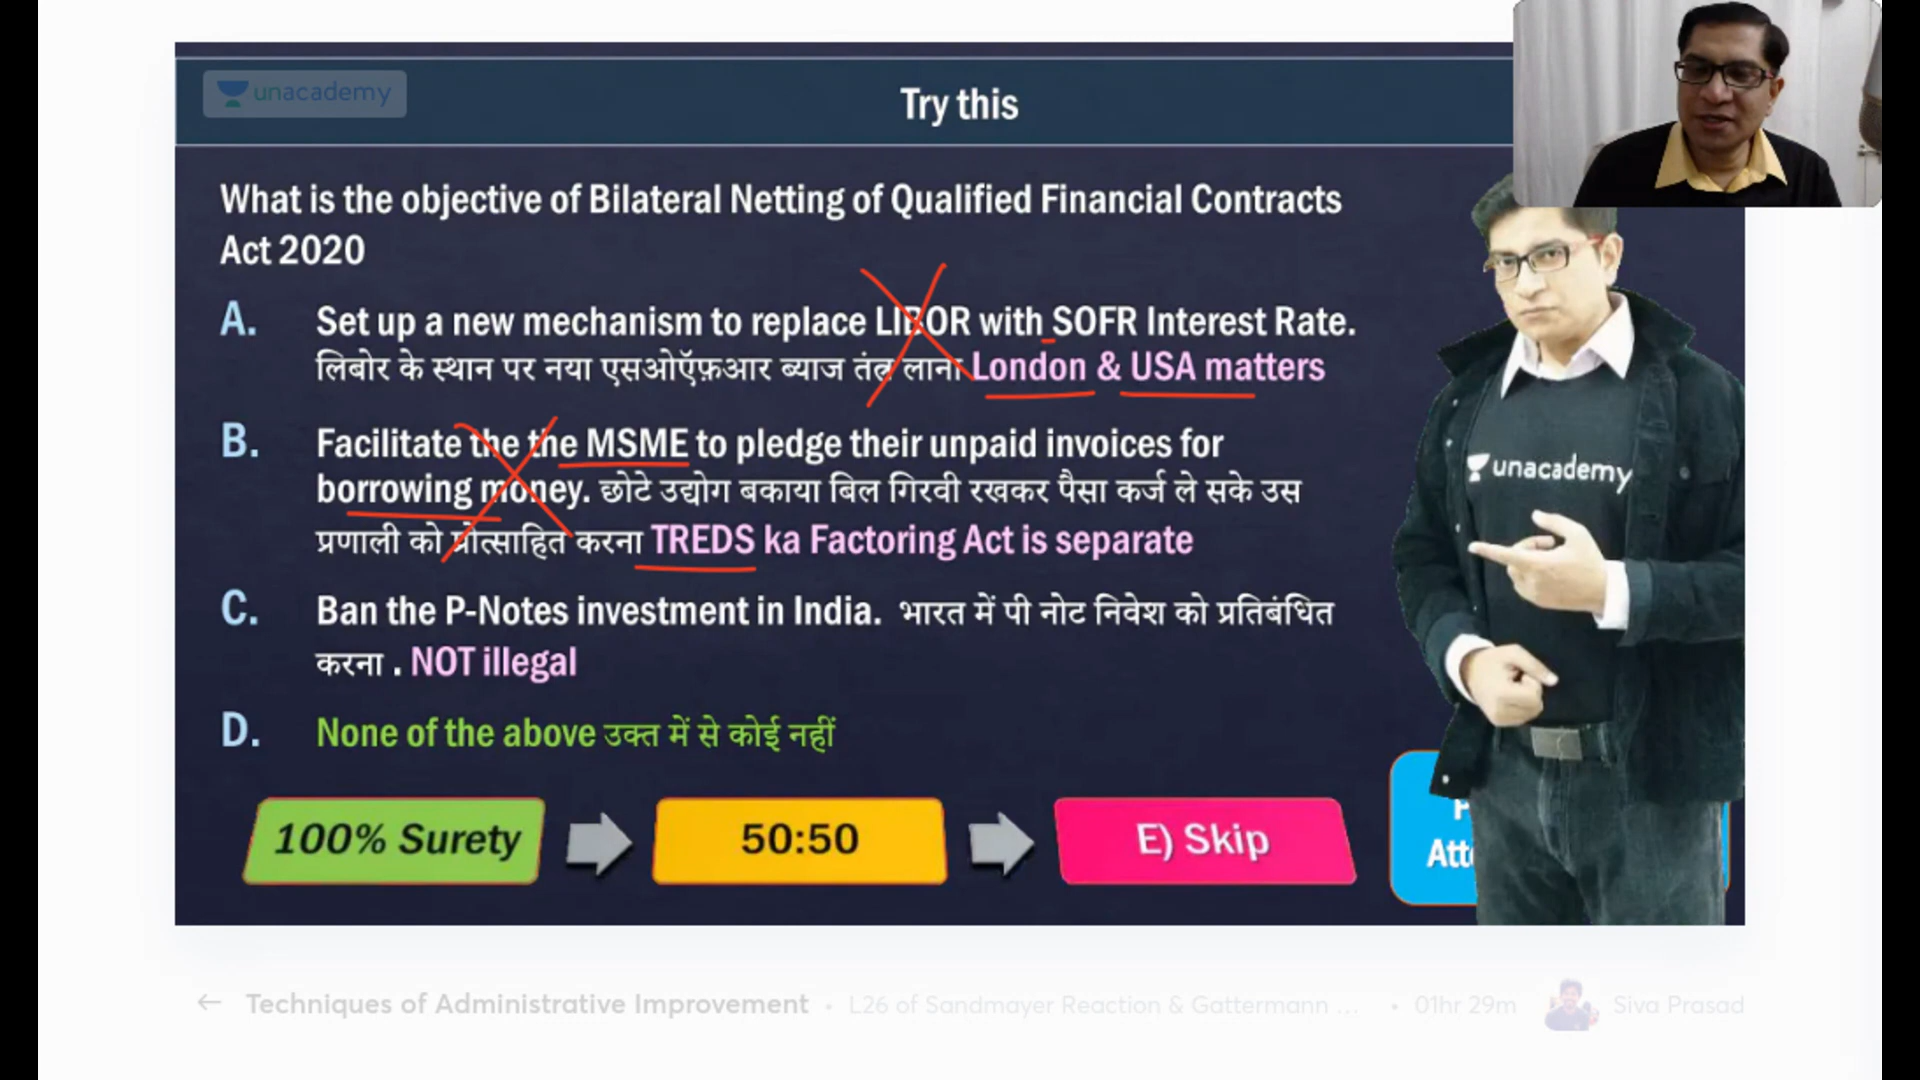 unacademy
Try this
What is the objective of Bilateral Netting of Qualified Financial Contracts
Act 2020
A. Set up a new mechanism to replace LIBOR with SOFR Interest Rate.
लिबोर के स्थान पर नया एसओऍफ़आर ब्याज तंत्र लाना London & USA matters
B. Facilitate the the MSME to pledge their unpaid invoices for
borrowing money. छोटे उद्योग बकाया बिल गिरवी रखकर पैसा कर्ज ले सके उस
प्रणाली को प्रोत्साहित करना TREDS ka Factoring Act is separate
C. Ban the P-Notes investment in India. भारत में पी नोट निवेश को प्रतिबंधित
करना . NOT illegal
D. None of the above उक्त में से कोई नहीं
unacademy
100% Surety
50:50
E) Skip
← Techniques of Administrative Improvement • L26 of Sandmayer Reaction & Gattermann ... • 01hr 29m Siva Prasad